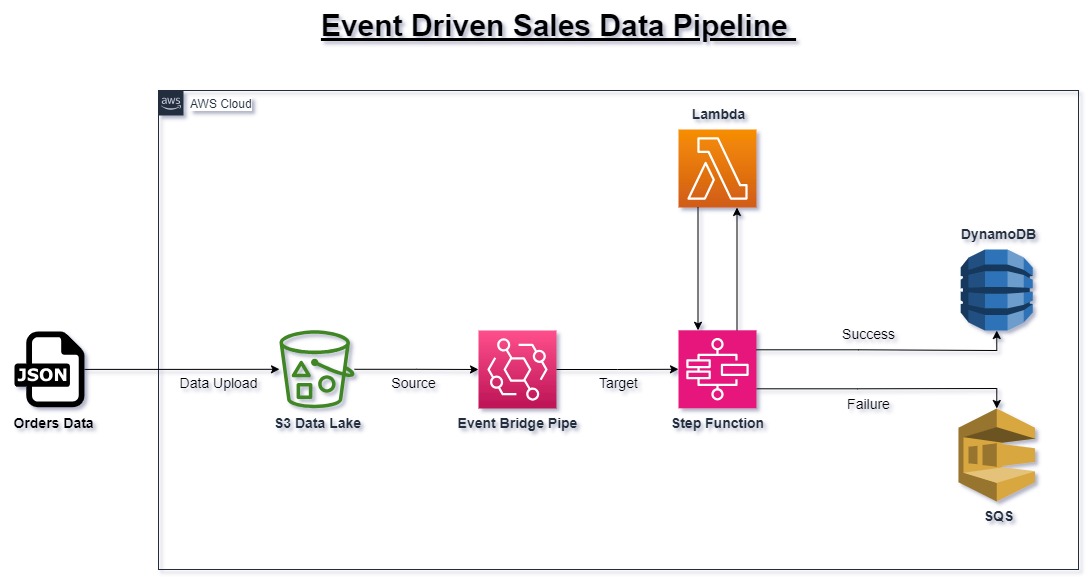 Event Driven Sales Data Pipeline
aws
AWS Cloud
Lambda
DynamoDB
Success
JSON
Data Upload
Source
Target
Orders Data
S3 Data Lake
Event Bridge Pipe
Step Function
Failure
SQS